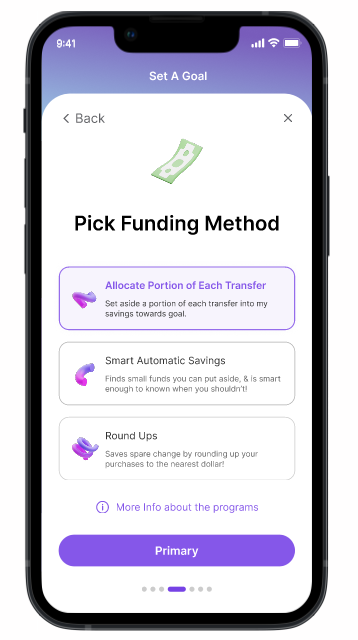 9:41
Set A Goal
Back
Pick Funding Method
Allocate Portion of Each Transfer
Set aside a portion of each transfer into my
savings towards goal.
Smart Automatic Savings
Finds small funds you can put aside, & is smart
enough to known when you shouldn't!
Round Ups
Saves spare change by rounding up your
purchases to the nearest dollar!
More Info about the programs
Primary